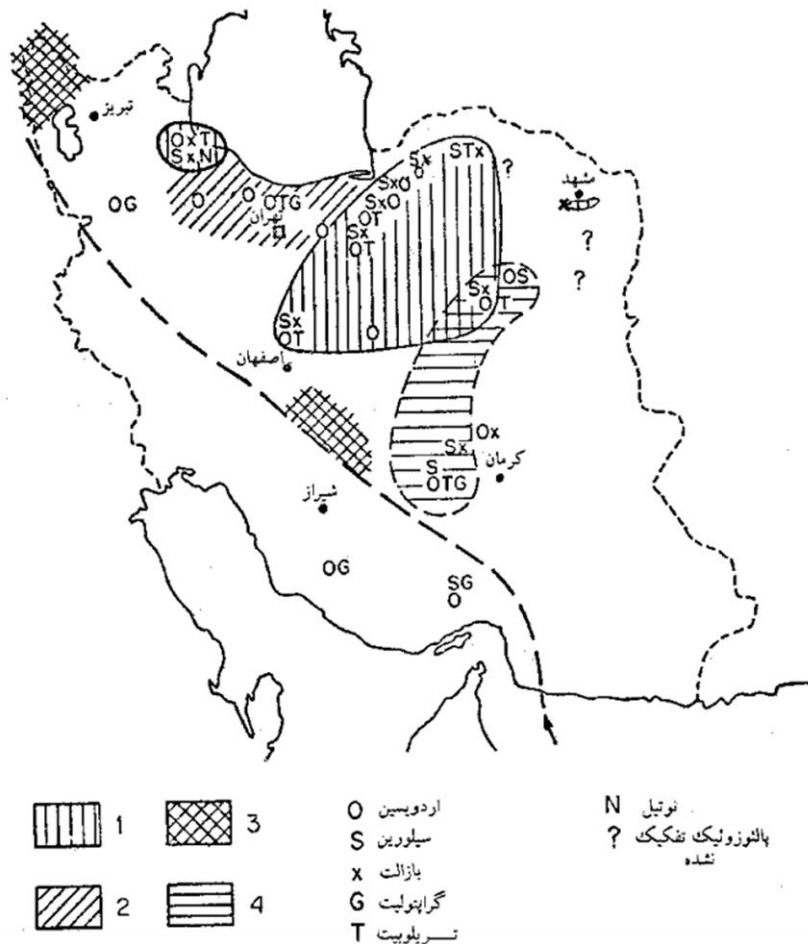 تبریز
OxT
SxN
OG
O
O
OTG
تهران
Sx
O
STx
?
SxO
SxO
OT
O
Sx
OT
مشهد
x
?
?
OS
Sx
OT
Sx
OT
O
اصفهان
Ox
Sx
کرمان
S
OTG
شیراز
OG
SG
O
1
3
2
4
O اردویسین
S سیلورین
x بازالت
G گراپتولیت
T تریلوبیت
N نوتیل
? پالئوزوئیک تفکیک
نشده